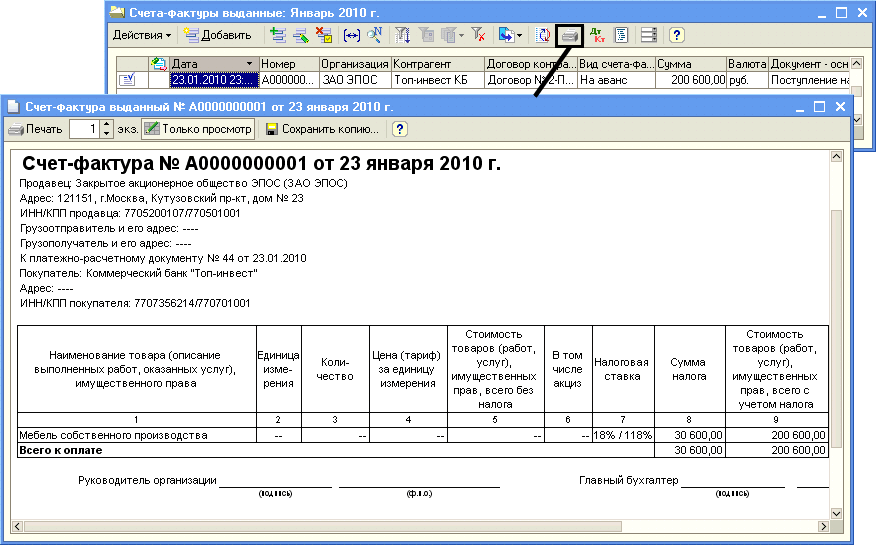 Счета-фактуры выданные: Январь 2010 г.
Действия Добавить Дт Кт ?
Дата Номер Организация Контрагент Договор контра... Вид счета-фа... Сумма Валюта Документ - осн
23.01.2010 23:... А000000... ЗАО ЭПОС Топ-инвест КБ Договор №2-П... На аванс 200 600,00 руб. Поступление на
Счет-фактура выданный № А0000000001 от 23 января 2010 г.
Печать 1 экз. Только просмотр Сохранить копию... ?
Счет-фактура № А0000000001 от 23 января 2010 г.
Продавец: Закрытое акционерное общество ЭПОС (ЗАО ЭПОС)
Адрес: 121151, г.Москва, Кутузовский пр-кт, дом № 23
ИНН/КПП продавца: 7705200107/770501001
Грузоотправитель и его адрес: ----
Грузополучатель и его адрес: ----
К платежно-расчетному документу № 44 от 23.01.2010
Покупатель: Коммерческий банк "Топ-инвест"
Адрес: ----
ИНН/КПП покупателя: 7707356214/770701001
Наименование товара (описание
выполненных работ, оказанных услуг),
имущественного права
Единица
изме-
рения
Коли-
чество
Цена (тариф)
за единицу
измерения
Стоимость
товаров (работ,
услуг),
имущественных
прав, всего без
налога
В том
числе
акциз
Налоговая
ставка
Сумма
налога
Стоимость
товаров (работ,
услуг),
имущественных
прав, всего с
учетом налога
1 2 3 4 5 6 7 8 9
Мебель собственного производства -- -- -- -- -- 18% / 118% 30 600,00 200 600,00
Всего к оплате 30 600,00 200 600,00
Руководитель организации Главный бухгалтер
(подпись) (ф.и.о.) (подпись)